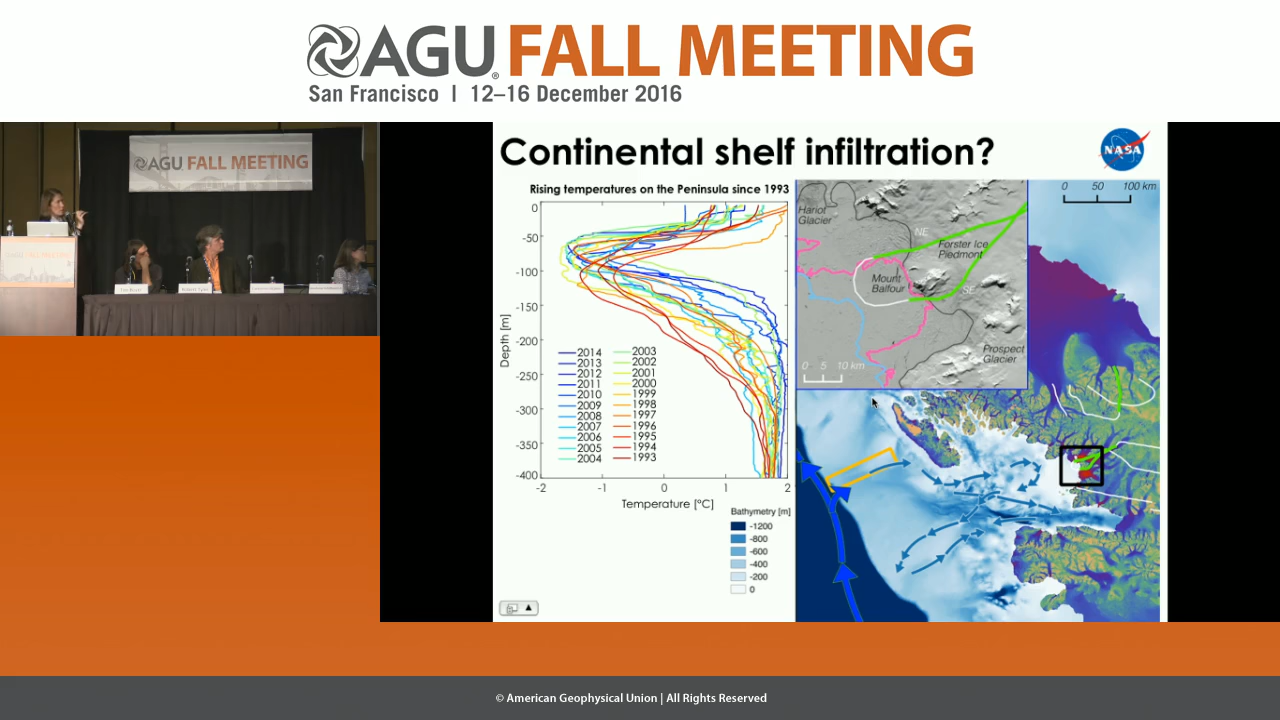 AGU® FALL MEETING
San Francisco | 12–16 December 2016
AGU FALL MEETING
Continental shelf infiltration?
NASA
Rising temperatures on the Peninsula since 1993
0
-50
-100
-150
-200
-250
-300
-350
-400
Depth [m]
-2 -1 0 1 2
Temperature [°C]
2014 2003
2013 2002
2012 2001
2011 2000
2010 1999
2009 1998
2008 1997
2007 1996
2006 1995
2005 1994
2004 1993
Bathymetry [m]
-1200
-800
-600
-400
-200
0
Hariot
Glacier
NE
Forster Ice
Piedmont
Mount
Balfour
SE
Prospect
Glacier
0 5 10 km
0 50 100 km
© American Geophysical Union | All Rights Reserved